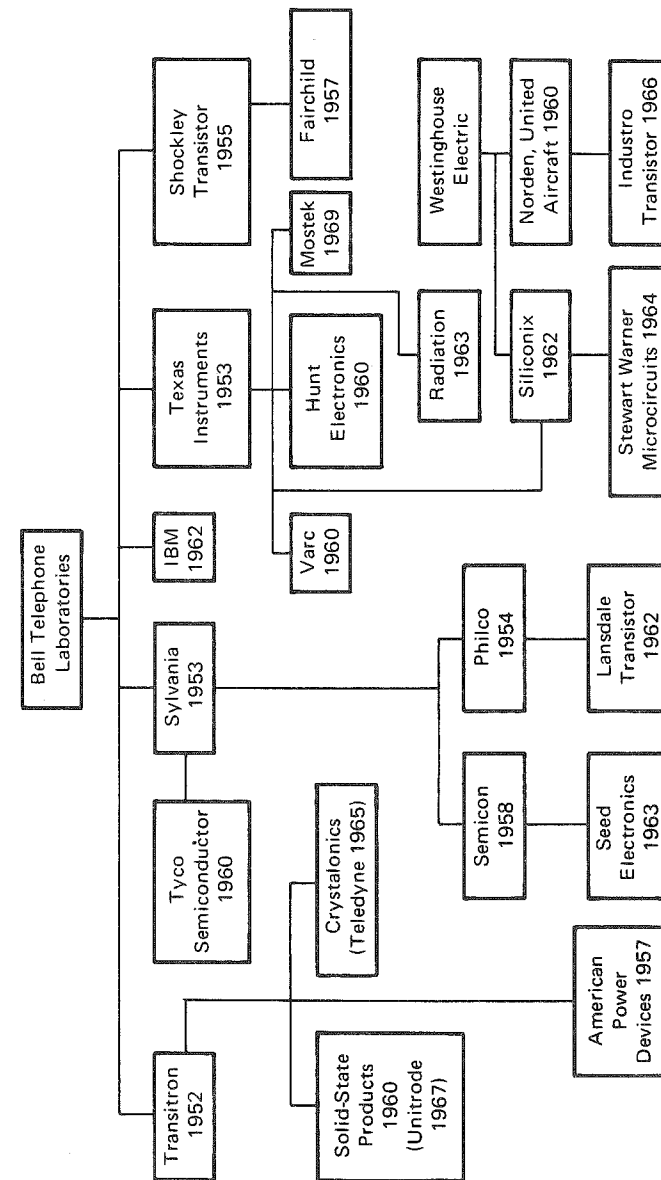 Bell Telephone
Laboratories
Transitron
1952
Tyco
Semiconductor
1960
Sylvania
1953
IBM
1962
Texas
Instruments
1953
Shockley
Transistor
1955
Solid-State
Products
1960
(Unitrode
1967)
Crystalonics
(Teledyne 1965)
Varc
1960
Hunt
Electronics
1960
Mostek
1969
Fairchild
1957
Radiation
1963
Westinghouse
Electric
Semicon
1958
Philco
1954
Siliconix
1962
Norden, United
Aircraft 1960
American
Power
Devices 1957
Seed
Electronics
1963
Lansdale
Transistor
1962
Stewart Warner
Microcircuits 1964
Industro
Transistor 1966